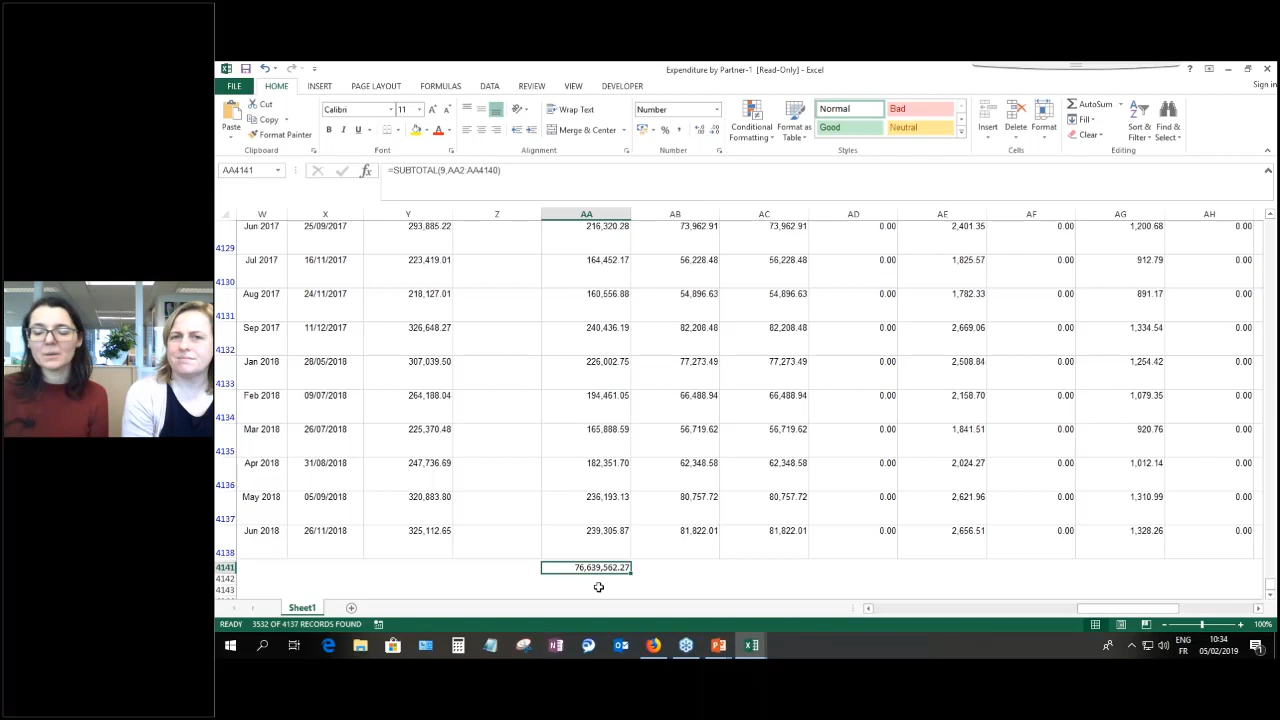 Expenditure by Partner-1 [Read-Only] - Excel
Sign in
FILE HOME INSERT PAGE LAYOUT FORMULAS DATA REVIEW VIEW DEVELOPER
Paste Cut Copy Format Painter
Calibri 11
Wrap Text
Merge & Center
Number
Conditional Formatting Format as Table
Normal Bad
Good Neutral
Insert Delete Format
AutoSum Fill Clear
Sort & Filter Find & Select
Clipboard Font Alignment Number Styles Cells Editing
AA4141 =SUBTOTAL(9,AA2:AA4140)
W X Y Z AA AB AC AD AE AF AG AH
Jun 2017 25/09/2017 293,885.22 216,320.28 73,962.91 73,962.91 0.00 2,401.35 0.00 1,200.68 0.00
4129
Jul 2017 16/11/2017 223,419.01 164,452.17 56,228.48 56,228.48 0.00 1,825.57 0.00 912.79 0.00
4130
Aug 2017 24/11/2017 218,127.01 160,556.88 54,896.63 54,896.63 0.00 1,782.33 0.00 891.17 0.00
4131
Sep 2017 11/12/2017 326,648.27 240,436.19 82,208.48 82,208.48 0.00 2,669.06 0.00 1,334.54 0.00
4132
Jan 2018 28/05/2018 307,039.50 226,002.75 77,273.49 77,273.49 0.00 2,508.84 0.00 1,254.42 0.00
4133
Feb 2018 09/07/2018 264,188.04 194,461.05 66,488.94 66,488.94 0.00 2,158.70 0.00 1,079.35 0.00
4134
Mar 2018 26/07/2018 225,370.48 165,888.59 56,719.62 56,719.62 0.00 1,841.51 0.00 920.76 0.00
4135
Apr 2018 31/08/2018 247,736.69 182,351.70 62,348.58 62,348.58 0.00 2,024.27 0.00 1,012.14 0.00
4136
May 2018 05/09/2018 320,883.80 236,193.13 80,757.72 80,757.72 0.00 2,621.96 0.00 1,310.99 0.00
4137
Jun 2018 26/11/2018 325,112.65 239,305.87 81,822.01 81,822.01 0.00 2,656.51 0.00 1,328.26 0.00
4138
4141 76,639,562.27
4142
4143
Sheet1
READY 3532 OF 4137 RECORDS FOUND 100%
ENG 10:34
FR 05/02/2019